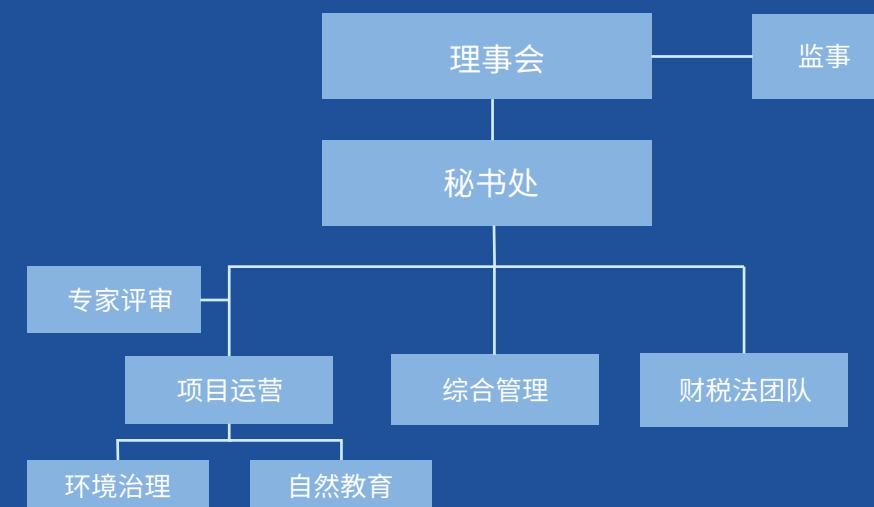 理事会
监事
秘书处
专家评审
项目运营
综合管理
财税法团队
环境治理
自然教育